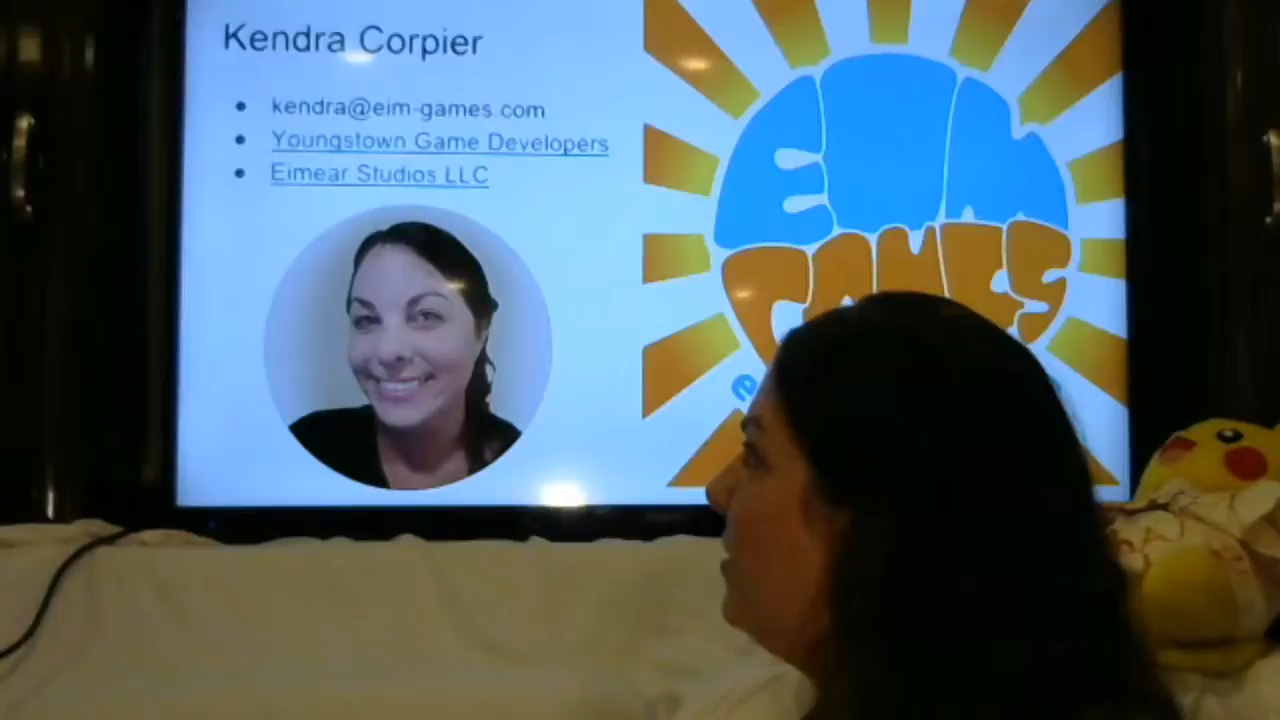 Kendra Corpier
kendra@eim-games.com
Youngstown Game Developers
Eimear Studios LLC
EIM
GAMES